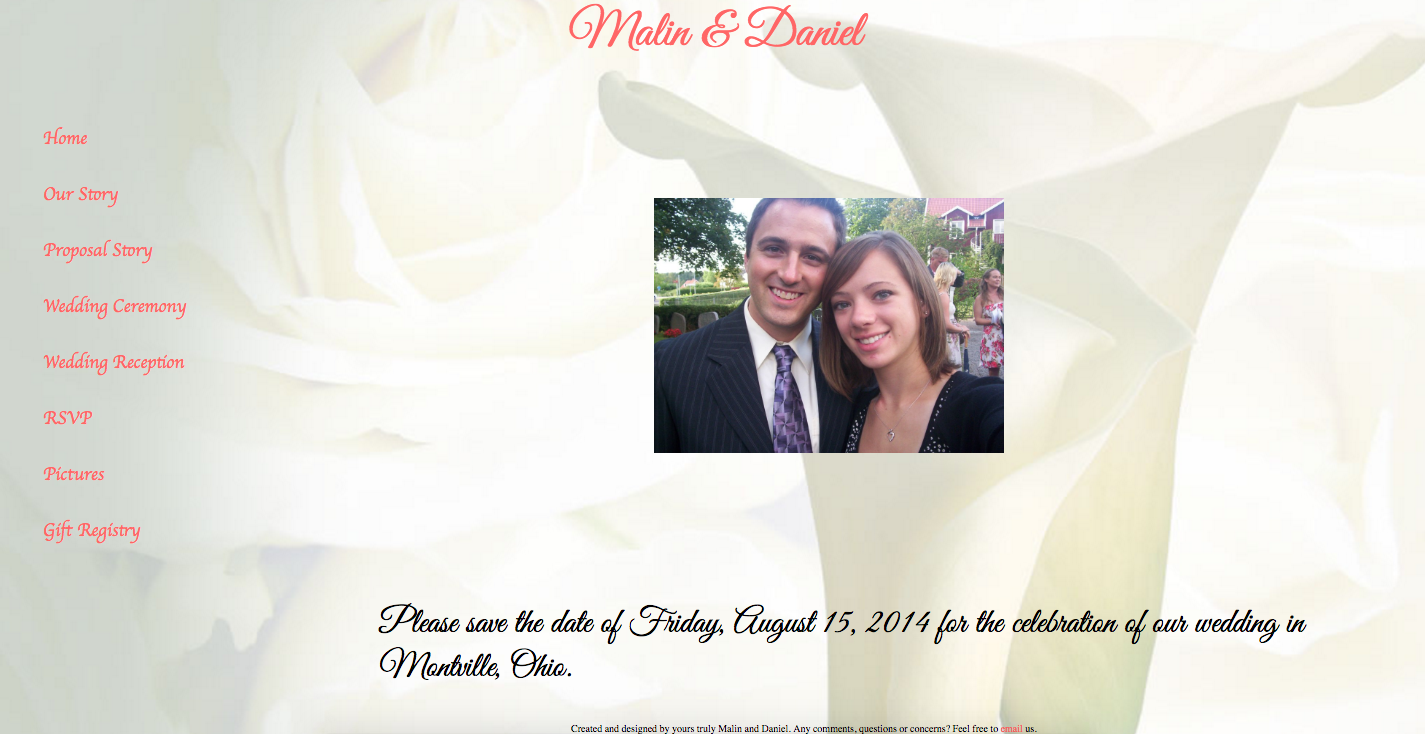 Malin & Daniel
Home
Our Story
Proposal Story
Wedding Ceremony
Wedding Reception
RSVP
Pictures
Gift Registry
Please save the date of Friday, August 15, 2014 for the celebration of our wedding in
Montville, Ohio.
Created and designed by yours truly Malin and Daniel. Any comments, questions or concerns? Feel free to email us.